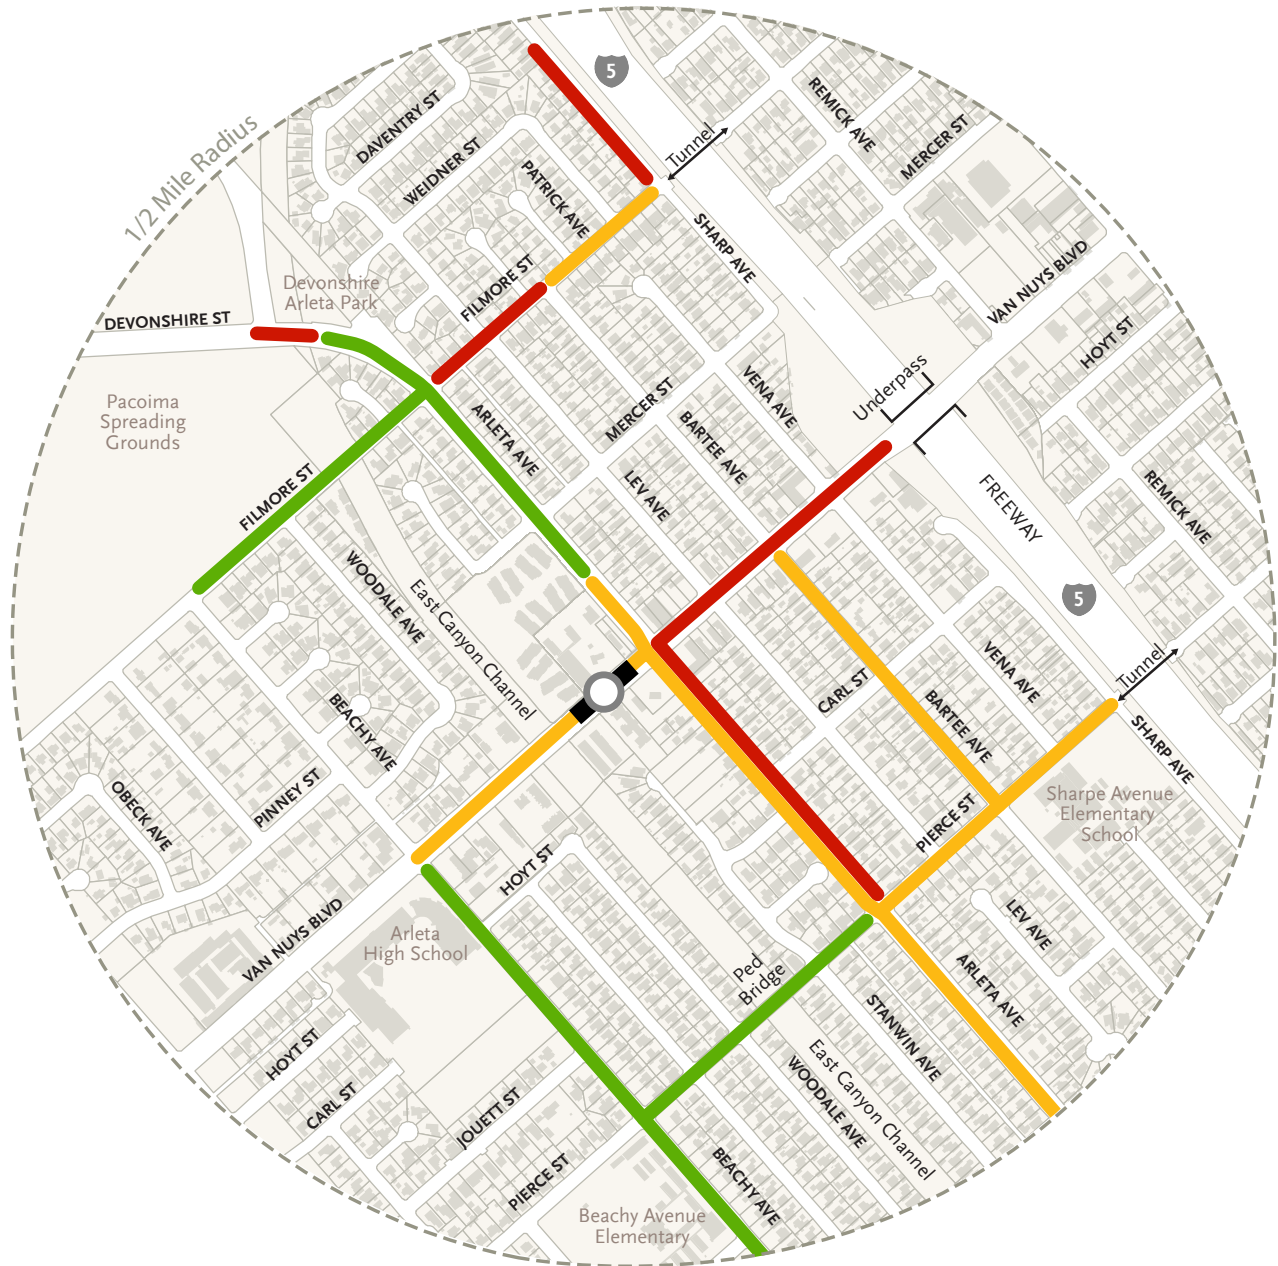 1/2 Mile Radius
5
DAVENTRY ST
WEIDNER ST
PATRICK AVE
Tunnel
REMICK AVE
MERCER ST
SHARP AVE
VAN NUYS BLVD
HOYT ST
Devonshire
Arleta Park
FILMORE ST
DEVONSHIRE ST
Pacoima
Spreading
Grounds
ARLETA AVE
MERCER ST
VENA AVE
BARTEE AVE
LEV AVE
Underpass
FREEWAY
REMICK AVE
FILMORE ST
WOODALE AVE
East Canyon Channel
5
BEACHY AVE
CARL ST
VENA AVE
BARTEE AVE
Tunnel
SHARP AVE
OBECK AVE
PINNEY ST
PIERCE ST
Sharpe Avenue
Elementary
School
HOYT ST
VAN NUYS BLVD
Arleta
High School
LEV AVE
ARLETA AVE
Ped
Bridge
STANWIN AVE
HOYT ST
CARL ST
JOUETT ST
WOODALE AVE
East Canyon Channel
PIERCE ST
BEACHY AVE
Beachy Avenue
Elementary